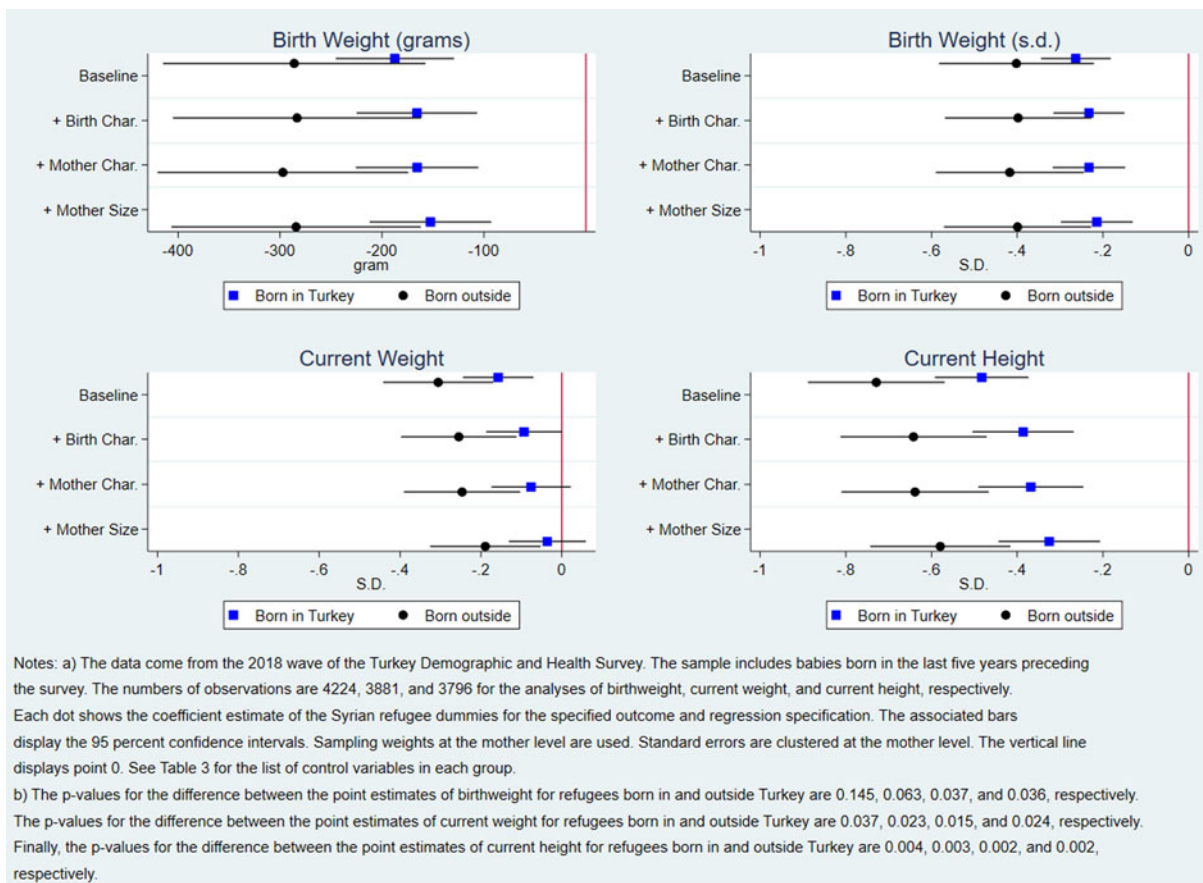 Birth Weight (grams)
Baseline
+ Birth Char.
+ Mother Char.
+ Mother Size
-400 -300 -200 -100
gram
Born in Turkey Born outside
Birth Weight (s.d.)
Baseline
+ Birth Char.
+ Mother Char.
+ Mother Size
-1 -.8 -.6 -.4 -.2 0
S.D.
Born in Turkey Born outside
Current Weight
Baseline
+ Birth Char.
+ Mother Char.
+ Mother Size
-1 -.8 -.6 -.4 -.2 0
S.D.
Born in Turkey Born outside
Current Height
Baseline
+ Birth Char.
+ Mother Char.
+ Mother Size
-1 -.8 -.6 -.4 -.2 0
S.D.
Born in Turkey Born outside
Notes: a) The data come from the 2018 wave of the Turkey Demographic and Health Survey. The sample includes babies born in the last five years preceding
the survey. The numbers of observations are 4224, 3881, and 3796 for the analyses of birthweight, current weight, and current height, respectively.
Each dot shows the coefficient estimate of the Syrian refugee dummies for the specified outcome and regression specification. The associated bars
display the 95 percent confidence intervals. Sampling weights at the mother level are used. Standard errors are clustered at the mother level. The vertical line
displays point 0. See Table 3 for the list of control variables in each group.
b) The p-values for the difference between the point estimates of birthweight for refugees born in and outside Turkey are 0.145, 0.063, 0.037, and 0.036, respectively.
The p-values for the difference between the point estimates of current weight for refugees born in and outside Turkey are 0.037, 0.023, 0.015, and 0.024, respectively.
Finally, the p-values for the difference between the point estimates of current height for refugees born in and outside Turkey are 0.004, 0.003, 0.002, and 0.002,
respectively.